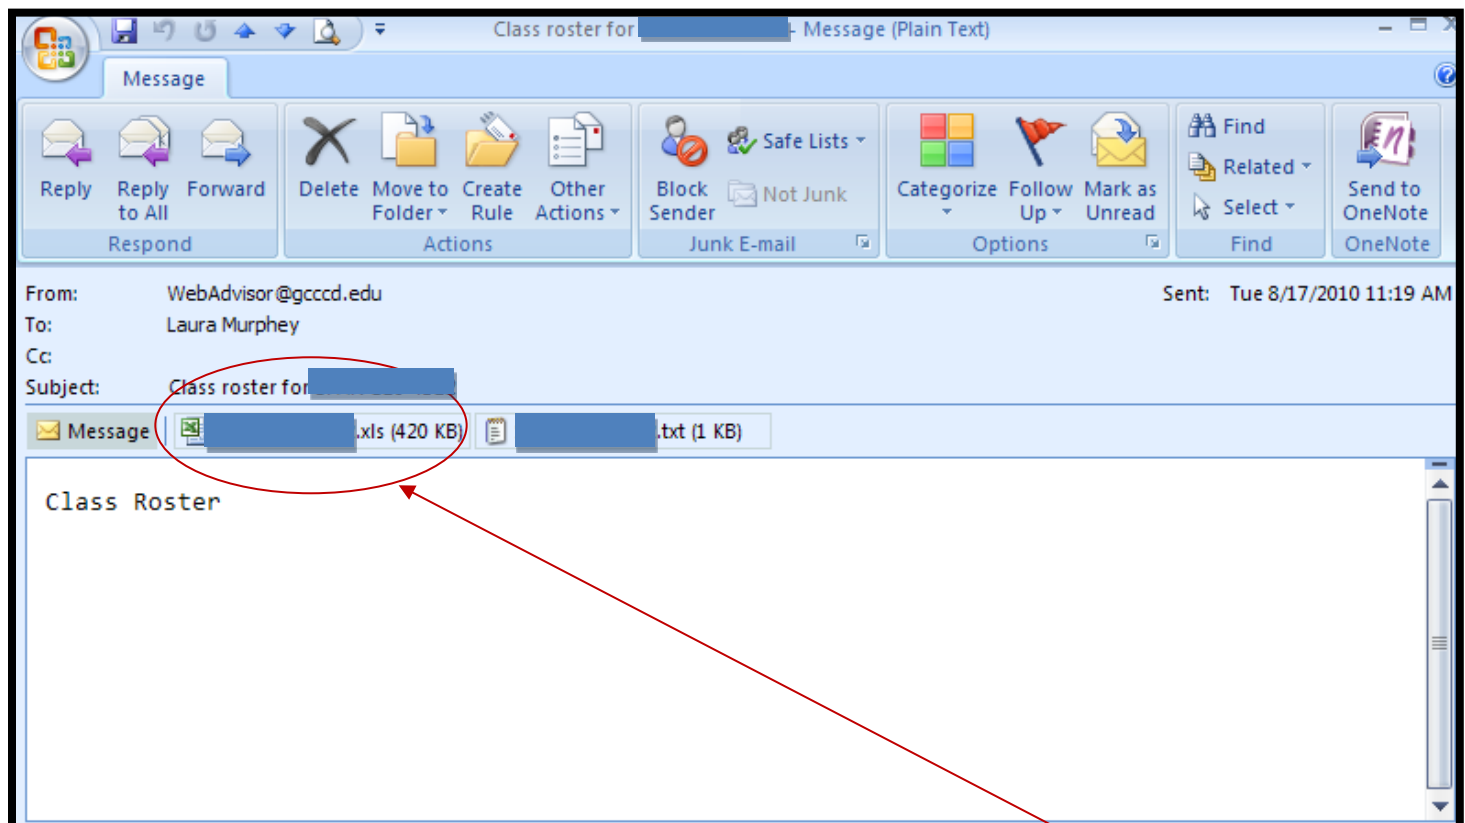 Class roster for - Message (Plain Text)
Message
Reply
Reply to All
Forward
Respond
Delete
Move to Folder
Create Rule
Other Actions
Actions
Block Sender
Safe Lists
Not Junk
Junk E-mail
Categorize
Follow Up
Mark as Unread
Options
Find
Related
Select
Find
Send to OneNote
OneNote
From: WebAdvisor@gcccd.edu Sent: Tue 8/17/2010 11:19 AM
To: Laura Murphey
Cc:
Subject: Class roster for
Message .xls (420 KB) .txt (1 KB)
Class Roster